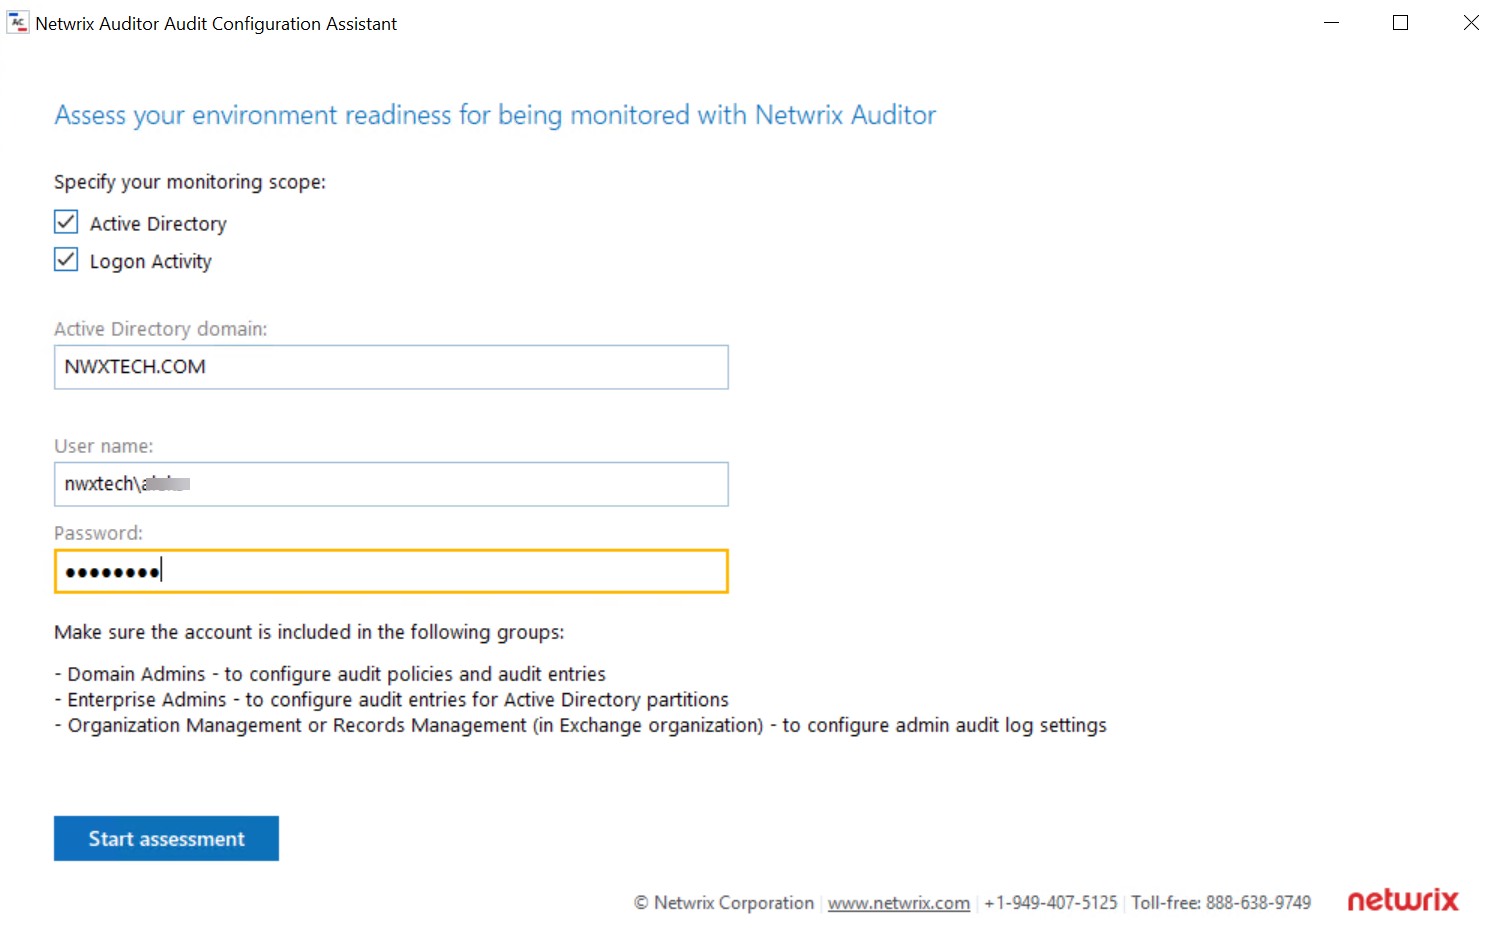 Netwrix Auditor Audit Configuration Assistant
Assess your environment readiness for being monitored with Netwrix Auditor
Specify your monitoring scope:
Active Directory
Logon Activity
Active Directory domain:
NWXTECH.COM
User name:
nwxtech\
Password:
••••••••
Make sure the account is included in the following groups:
- Domain Admins - to configure audit policies and audit entries
- Enterprise Admins - to configure audit entries for Active Directory partitions
- Organization Management or Records Management (in Exchange organization) - to configure admin audit log settings
Start assessment
© Netwrix Corporation | www.netwrix.com | +1-949-407-5125 | Toll-free: 888-638-9749 netwrix